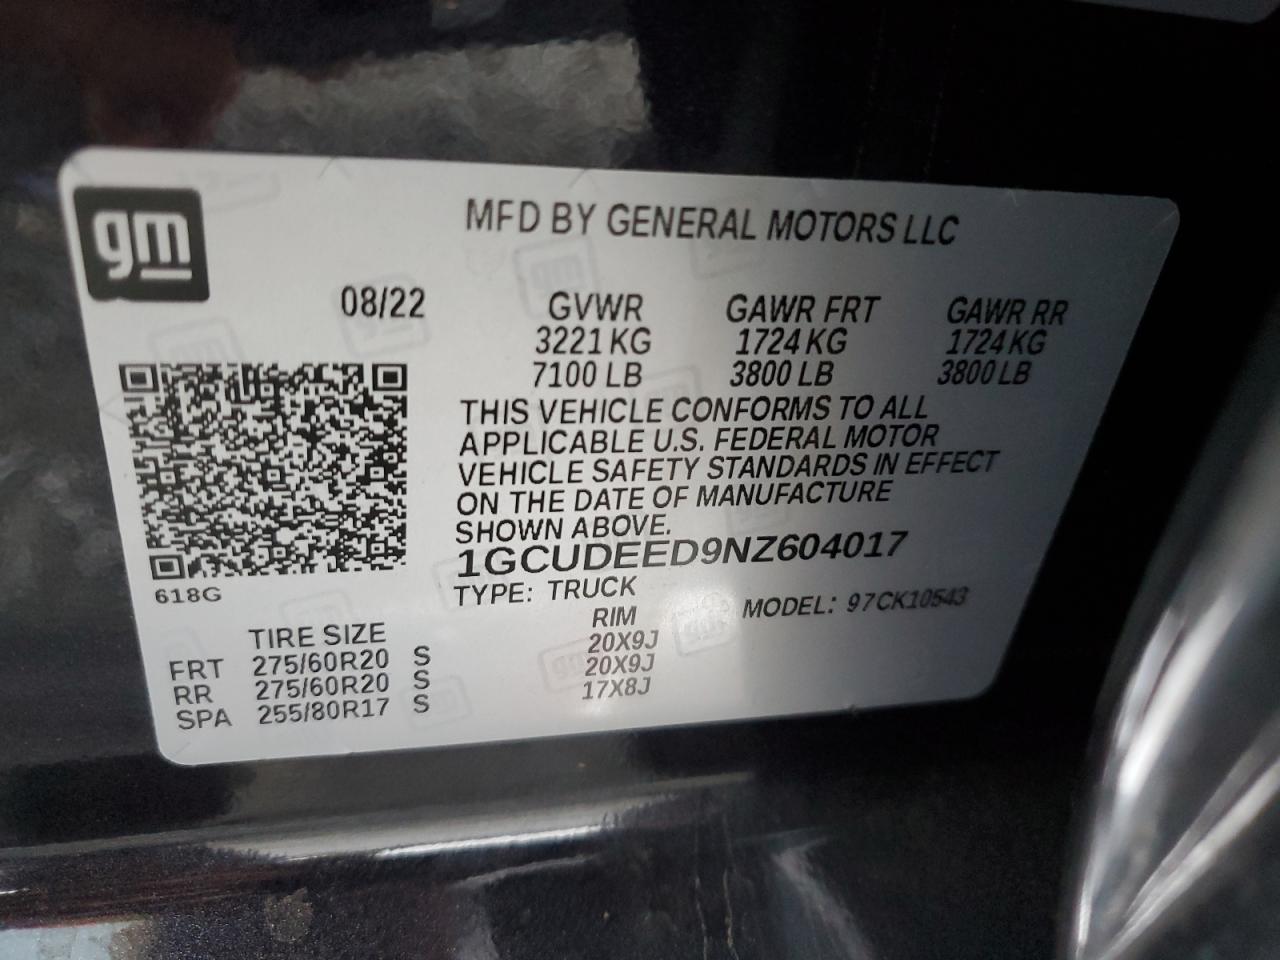 gm
MFD BY GENERAL MOTORS LLC
08/22 GVWR GAWR FRT GAWR RR
3221 KG 1724 KG 1724 KG
7100 LB 3800 LB 3800 LB
THIS VEHICLE CONFORMS TO ALL
APPLICABLE U.S. FEDERAL MOTOR
VEHICLE SAFETY STANDARDS IN EFFECT
ON THE DATE OF MANUFACTURE
SHOWN ABOVE.
1GCUDEED9NZ604017
618G
TYPE: TRUCK MODEL: 97CK10543
TIRE SIZE RIM
FRT 275/60R20 S 20X9J
RR 275/60R20 S 20X9J
SPA 255/80R17 S 17X8J